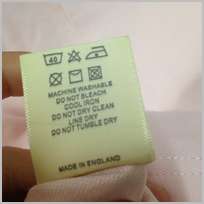 40
MACHINE WASHABLE
DO NOT BLEACH
COOL IRON
DO NOT DRY CLEAN
LINE DRY
DO NOT TUMBLE DRY
MADE IN ENGLAND